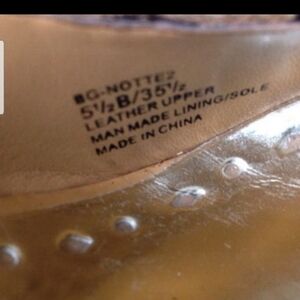 BG-NOTTE2
5½B/35½
LEATHER UPPER
MAN MADE LINING/SOLE
MADE IN CHINA